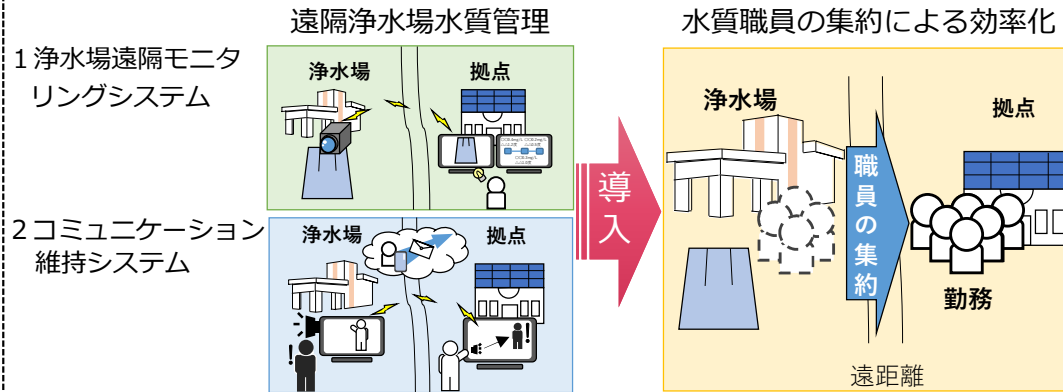 遠隔浄水場水質管理
水質職員の集約による効率化
1浄水場遠隔モニタ
リングシステム
浄水場
拠点
2コミュニケーション
維持システム
浄水場
拠点
!
!
導入
浄水場
拠点
職員の集約
勤務
遠距離